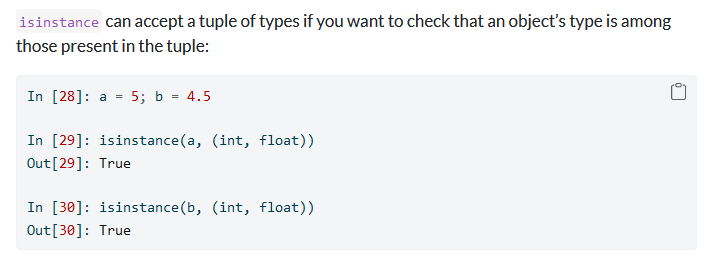 isinstance can accept a tuple of types if you want to check that an object’s type is among
those present in the tuple:
In [28]: a = 5; b = 4.5
In [29]: isinstance(a, (int, float))
Out[29]: True
In [30]: isinstance(b, (int, float))
Out[30]: True